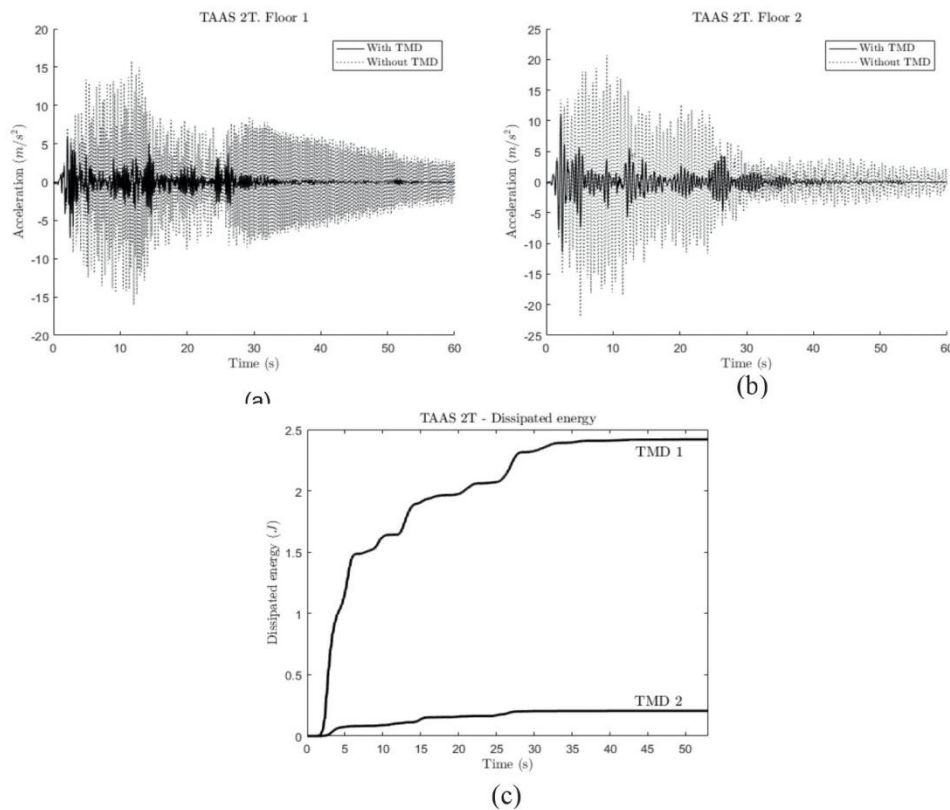 TAAS 2T. Floor 1
With TMD
Without TMD
20
15
10
5
0
-5
-10
-15
-20
Acceleration (m/s²)
0 10 20 30 40 50 60
Time (s)
(a)
TAAS 2T. Floor 2
With TMD
Without TMD
25
20
15
10
5
0
-5
-10
-15
-20
-25
Acceleration (m/s²)
0 10 20 30 40 50 60
Time (s)
(b)
TAAS 2T - Dissipated energy
2.5
2
1.5
1
0.5
0
Dissipated energy (J)
TMD 1
TMD 2
0 5 10 15 20 25 30 35 40 45 50
Time (s)
(c)